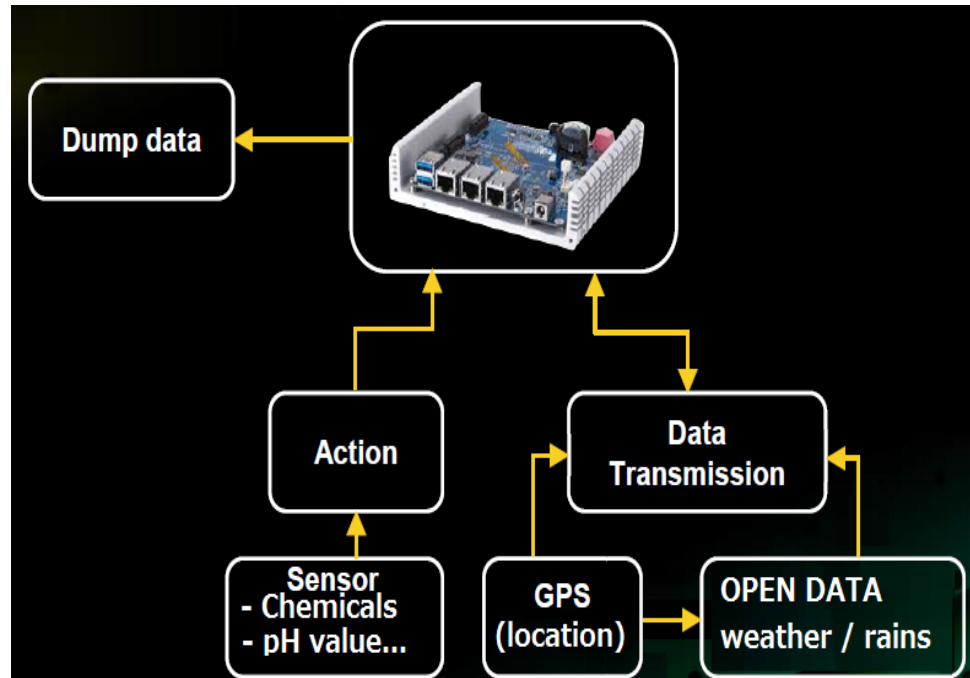 Dump data
Action
Data
Transmission
Sensor
- Chemicals
- pH value...
GPS
(location)
OPEN DATA
weather / rains